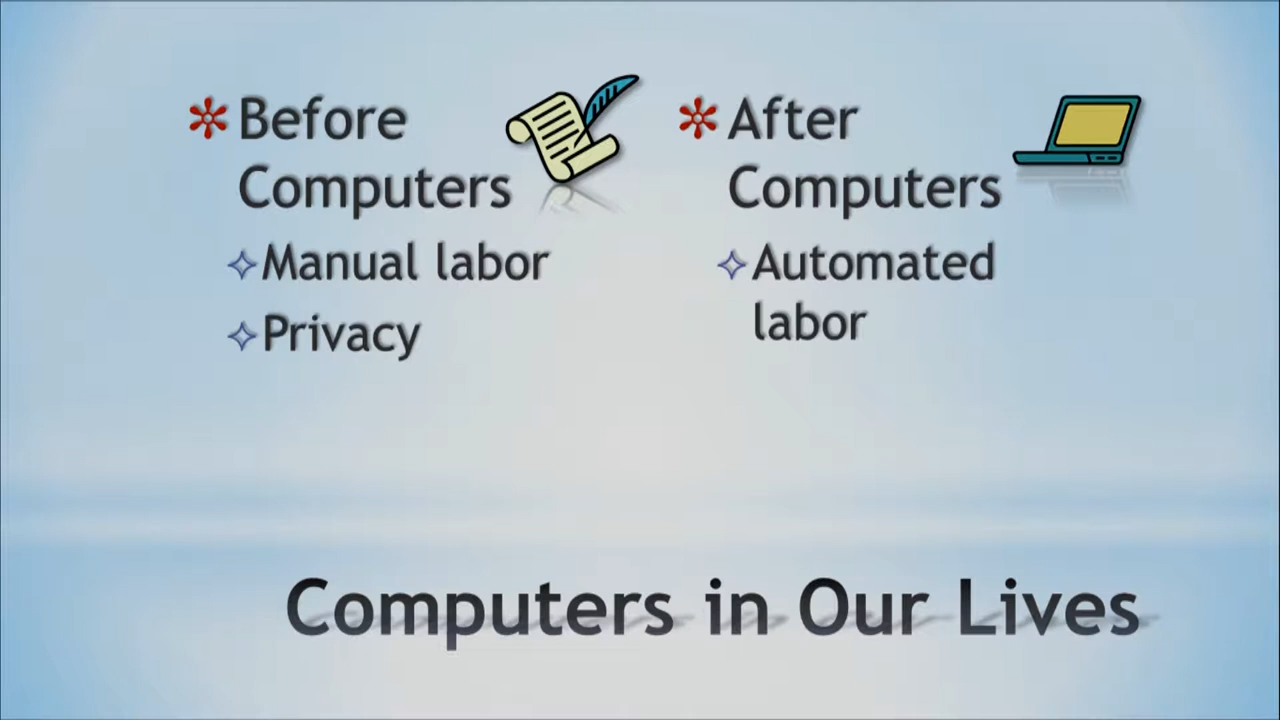 Before
Computers
Manual labor
Privacy
After
Computers
Automated
labor
Computers in Our Lives